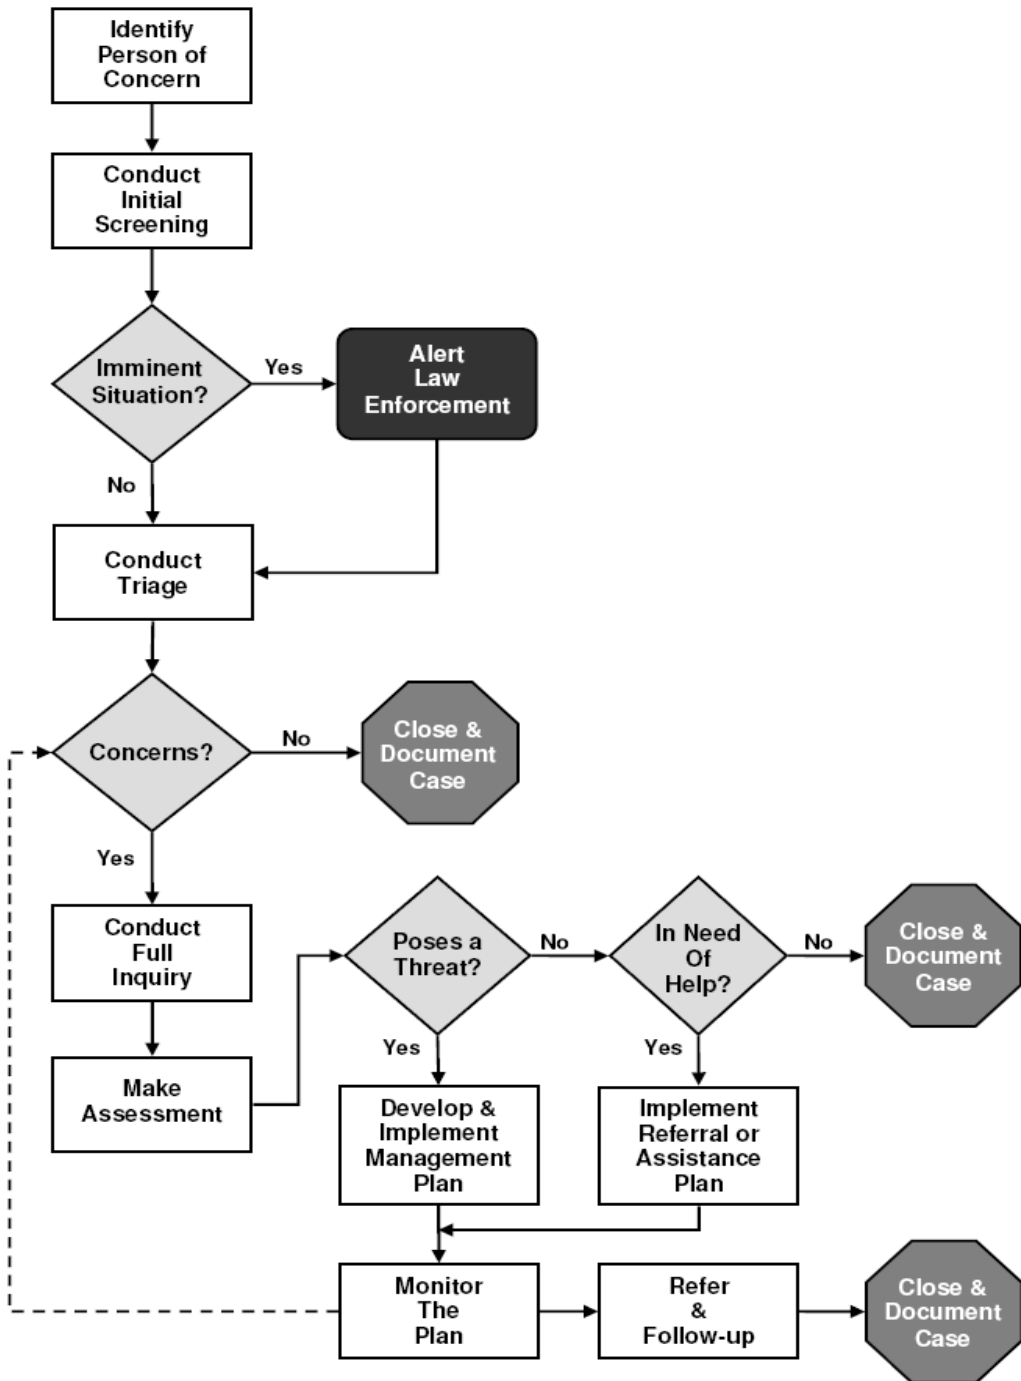 Identify
Person of
Concern
Conduct
Initial
Screening
Imminent
Situation?
Yes
Alert
Law
Enforcement
No
Conduct
Triage
Concerns?
No
Close &
Document
Case
Yes
Conduct
Full
Inquiry
Poses a
Threat?
No
In Need
Of
Help?
No
Close &
Document
Case
Make
Assessment
Yes
Develop &
Implement
Management
Plan
Yes
Implement
Referral or
Assistance
Plan
Monitor
The
Plan
Refer
&
Follow-up
Close &
Document
Case